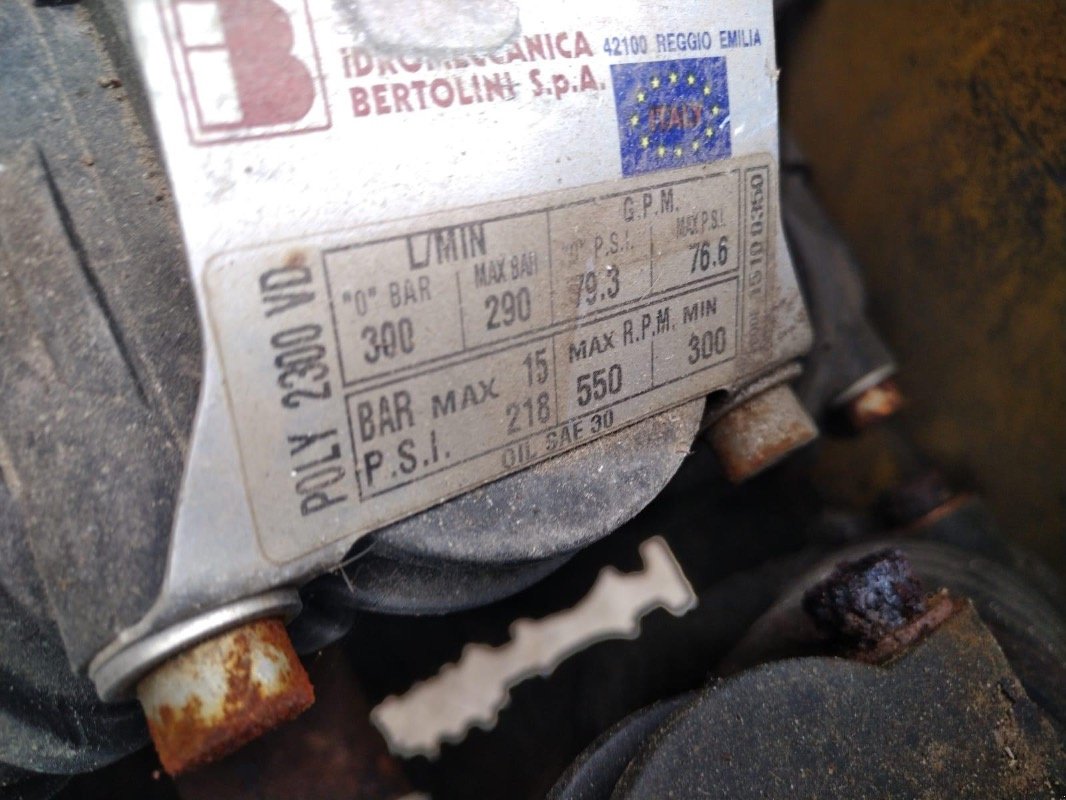 B
IDROMECCANICA
BERTOLINI S.p.A.
42100 REGGIO EMILIA
ITALY
POLY 2300 VD
L/MIN
G.P.M.
"0" BAR MAX BAR "0" P.S.I. MAX P.S.I.
300 290 79.3 76.6
BAR MAX 15 MAX R.P.M. MIN
P.S.I. 218 550 300
OIL SAE 30